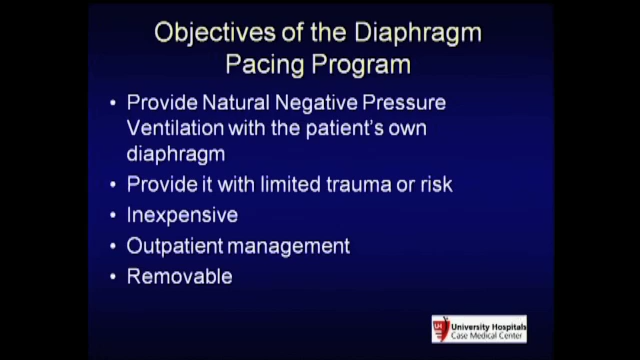 Objectives of the Diaphragm
Pacing Program
• Provide Natural Negative Pressure
Ventilation with the patient's own
diaphragm
• Provide it with limited trauma or risk
• Inexpensive
• Outpatient management
• Removable
University Hospitals
Case Medical Center